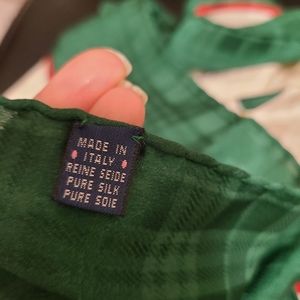 MADE IN
ITALY
REINE SEIDE
PURE SILK
PURE SOIE